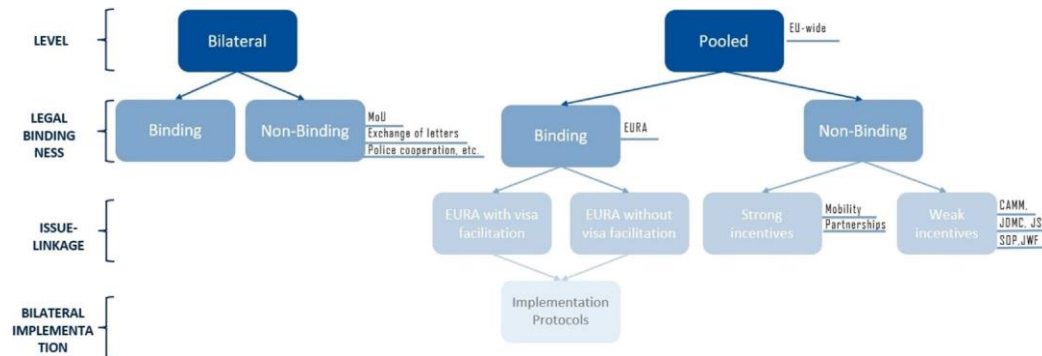 LEVEL
Bilateral
Pooled
EU-wide
LEGAL
BINDING
NESS
Binding
Non-Binding
MoU
Exchange of letters
Police cooperation, etc.
Binding
EURA
Non-Binding
ISSUE-
LINKAGE
EURA with visa
facilitation
EURA without
visa facilitation
Strong
incentives
Mobility
Partnerships
Weak
incentives
CAMM,
JDMC, JS
SOP,JWF
BILATERAL
IMPLEMENTA
TION
Implementation
Protocols